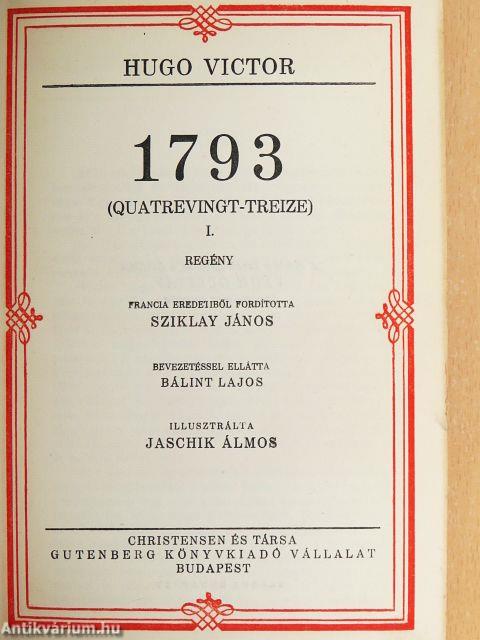 HUGO VICTOR
1793
(QUATREVINGT-TREIZE)
I.
REGÉNY
FRANCIA EREDETIBŐL FORDÍTOTTA
SZIKLAY JÁNOS
BEVEZETÉSSEL ELLÁTTA
BÁLINT LAJOS
ILLUSZTRÁLTA
JASCHIK ÁLMOS
CHRISTENSEN ÉS TÁRSA
GUTENBERG KÖNYVKIADÓ VÁLLALAT
BUDAPEST
Antikvárium.hu